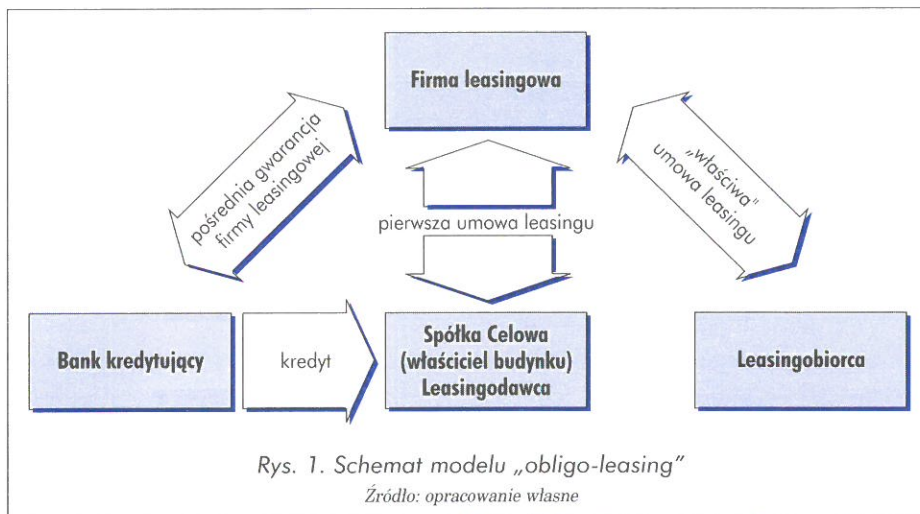 Firma leasingowa
pośrednia gwarancja
firmy leasingowej
„właściwa”
umowa leasingu
pierwsza umowa leasingu
Bank kredytujący
kredyt
Spółka Celowa
(właściciel budynku)
Leasingodawca
Leasingobiorca
Rys. 1. Schemat modelu „obligo-leasing”
Źródło: opracowanie własne